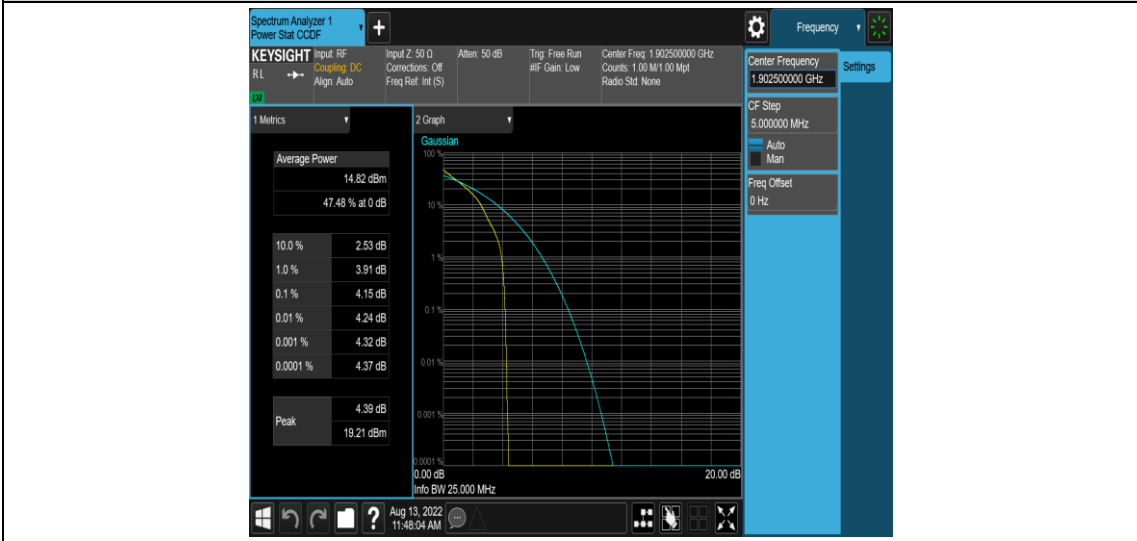 Spectrum Analyzer 1
Power Stat CCDF
+
Frequency
KEYSIGHT
RL
LM
Input: RF
Coupling: DC
Align: Auto
Input Z: 50 Ω
Corrections: Off
Freq Ref: Int (S)
Atten: 50 dB
Trig: Free Run
#IF Gain: Low
Center Freq: 1.902500000 GHz
Counts: 1.00 M/1.00 Mpt
Radio Std: None
Center Frequency
1.902500000 GHz
Settings
CF Step
5.000000 MHz
Auto
Man
Freq Offset
0 Hz
1 Metrics
Average Power
14.82 dBm
47.48 % at 0 dB
10.0 % 2.53 dB
1.0 % 3.91 dB
0.1 % 4.15 dB
0.01 % 4.24 dB
0.001 % 4.32 dB
0.0001 % 4.37 dB
Peak 4.39 dB
19.21 dBm
2 Graph
Gaussian
100 %
10 %
1 %
0.1 %
0.01 %
0.001 %
0.0001 %
0.00 dB 20.00 dB
Info BW 25.000 MHz
?
Aug 13, 2022
11:48:04 AM